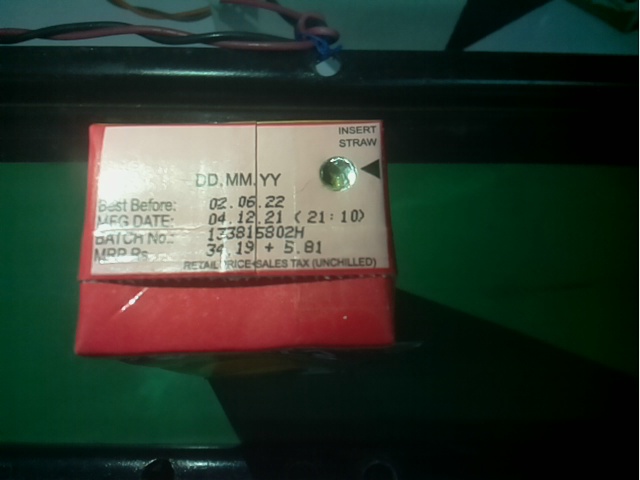 INSERT
STRAW
DD.MM.YY
Best Before: 02.06.22
MFG DATE: 04.12.21 (21:10)
BATCH No.: 133815802H
MRP Rs 34.19 + 5.81
RETAIL PRICE+SALES TAX (UNCHILLED)